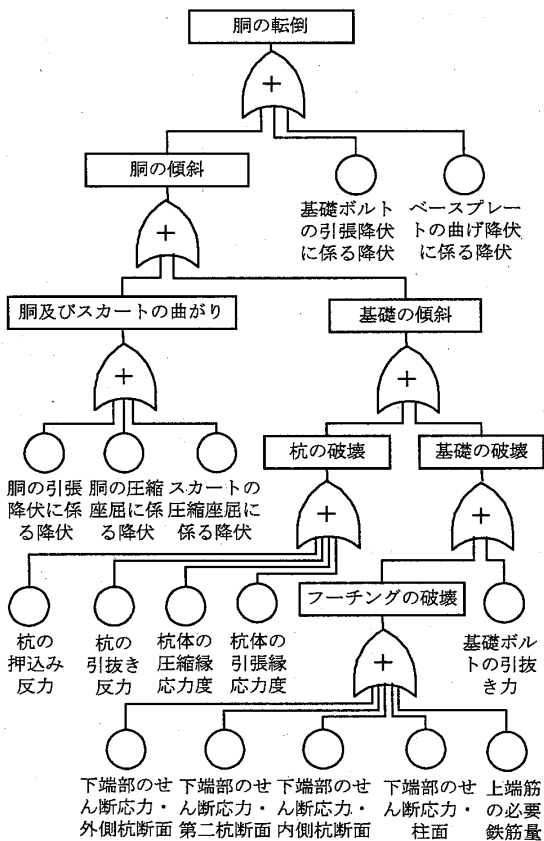 胴の転倒
+
胴の傾斜
基礎ボルト
の引張降伏
に係る降伏
ベースプレー
トの曲げ降伏
に係る降伏
+
胴及びスカートの曲がり
基礎の傾斜
+
+
胴の引張
降伏に係
る降伏
胴の圧縮
座屈に係
る降伏
スカートの
圧縮座屈に
係る降伏
杭の破壊
基礎の破壊
+
+
杭の
押込み
反力
杭の
引抜き
反力
杭体の
圧縮縁
応力度
杭体の
引張縁
応力度
フーチングの破壊
基礎ボル
トの引抜
き力
+
下端部のせ
ん断応力・
外側杭断面
下端部のせ
ん断応力・
第二杭断面
下端部のせ
ん断応力・
内側杭断面
下端部のせ
ん断応力・
柱面
上端筋
の必要
鉄筋量